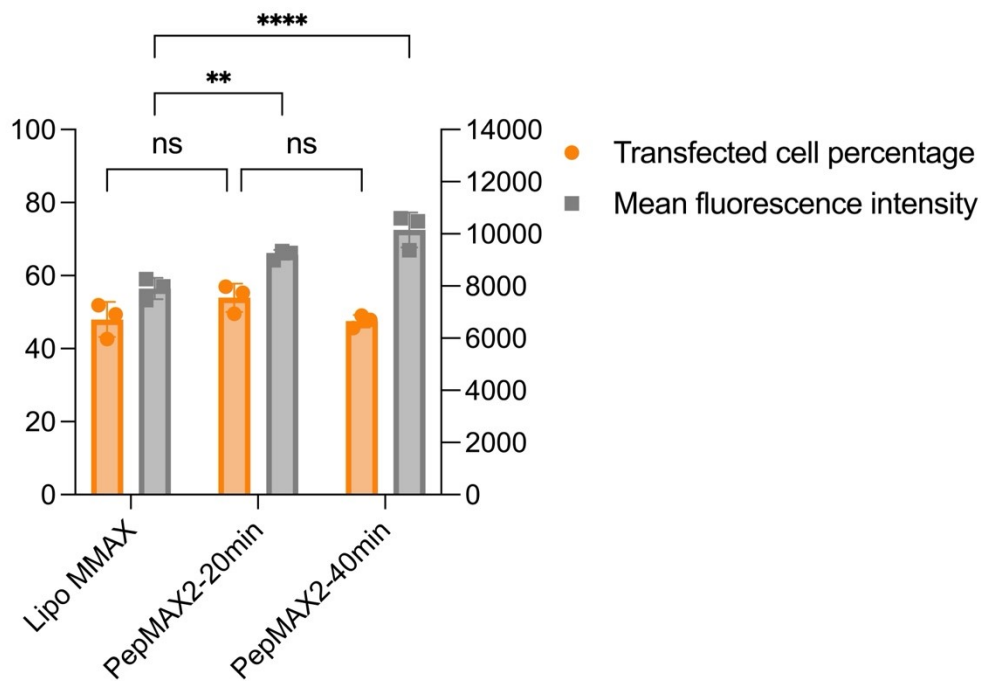 ****
**
ns ns
100 14000
80 12000
60 10000
40 8000
20 6000
0 4000
2000
0
Transfected cell percentage
Mean fluorescence intensity
Lipo MMAX
PepMAX2-20min
PepMAX2-40min